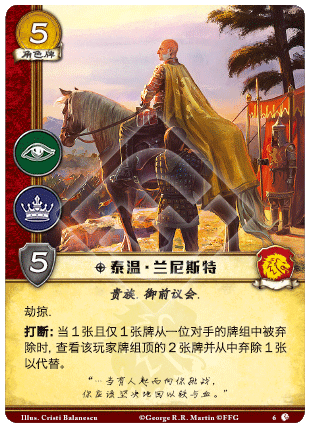 5
角色牌
5
泰温·兰尼斯特
贵族. 御前议会.
劫掠.
打断: 当1张且仅1张牌从一位对手的牌组中被弃
除时, 查看该玩家牌组顶的2张牌并从中弃除1张
以代替。
“…当有人起而向你挑战,
你应该坚决地回以铁与血。”
Illus. Cristi Balanescu ©George R.R. Martin ©FFG 6